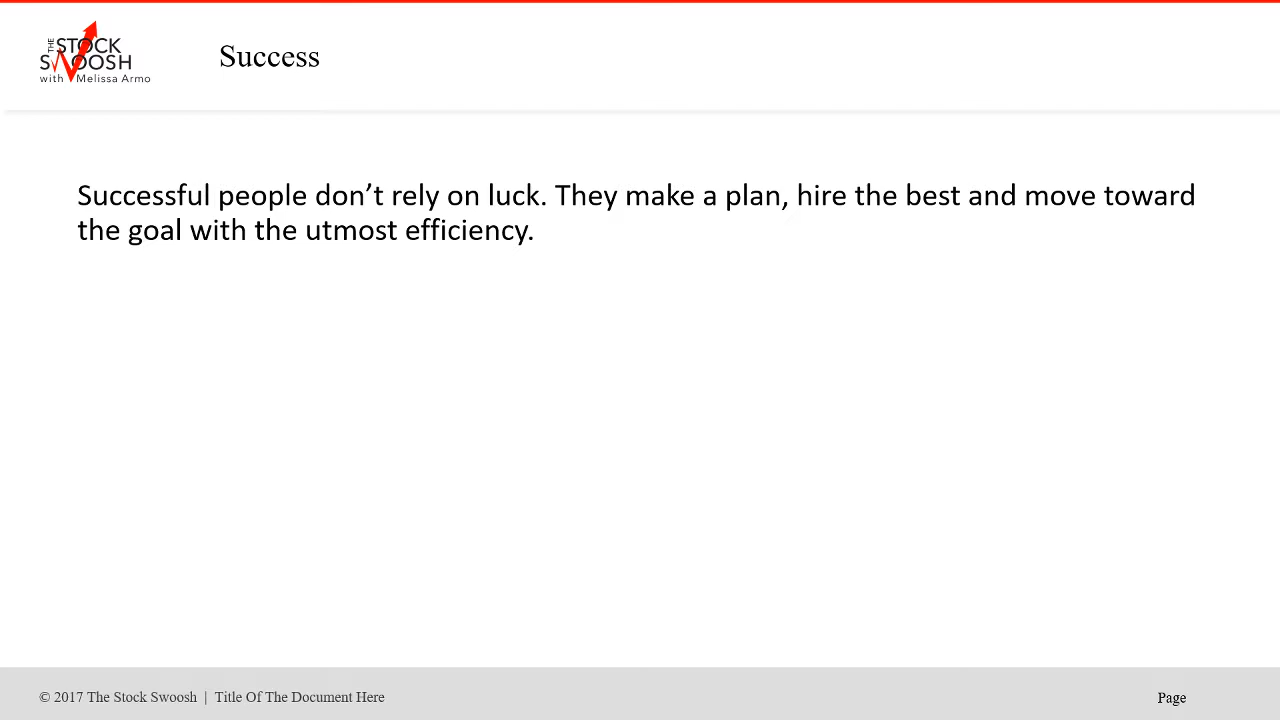 THE STOCK
SWOOSH
with Melissa Armo
Success
Successful people don’t rely on luck. They make a plan, hire the best and move toward
the goal with the utmost efficiency.
© 2017 The Stock Swoosh | Title Of The Document Here
Page